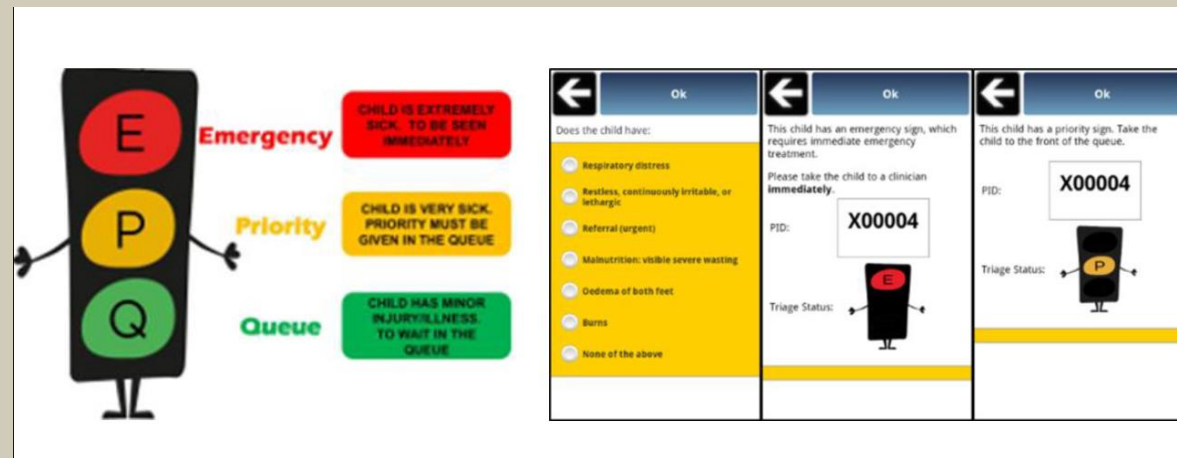 E
Emergency
CHILD IS EXTREMELY
SICK. TO BE SEEN
IMMEDIATELY
P
Priority
CHILD IS VERY SICK.
PRIORITY MUST BE
GIVEN IN THE QUEUE
Q
Queue
CHILD HAS MINOR
INJURY/ILLNESS.
TO WAIT IN THE
QUEUE
Ok
Does the child have:
Respiratory distress
Restless, continuously irritable, or
lethargic
Referral (urgent)
Malnutrition: visible severe wasting
Oedema of both feet
Burns
None of the above
Ok
This child has an emergency sign, which
requires immediate emergency
treatment.
Please take the child to a clinician
immediately.
PID:
X00004
Triage Status:
E
Ok
This child has a priority sign. Take the
child to the front of the queue.
PID:
X00004
Triage Status:
P